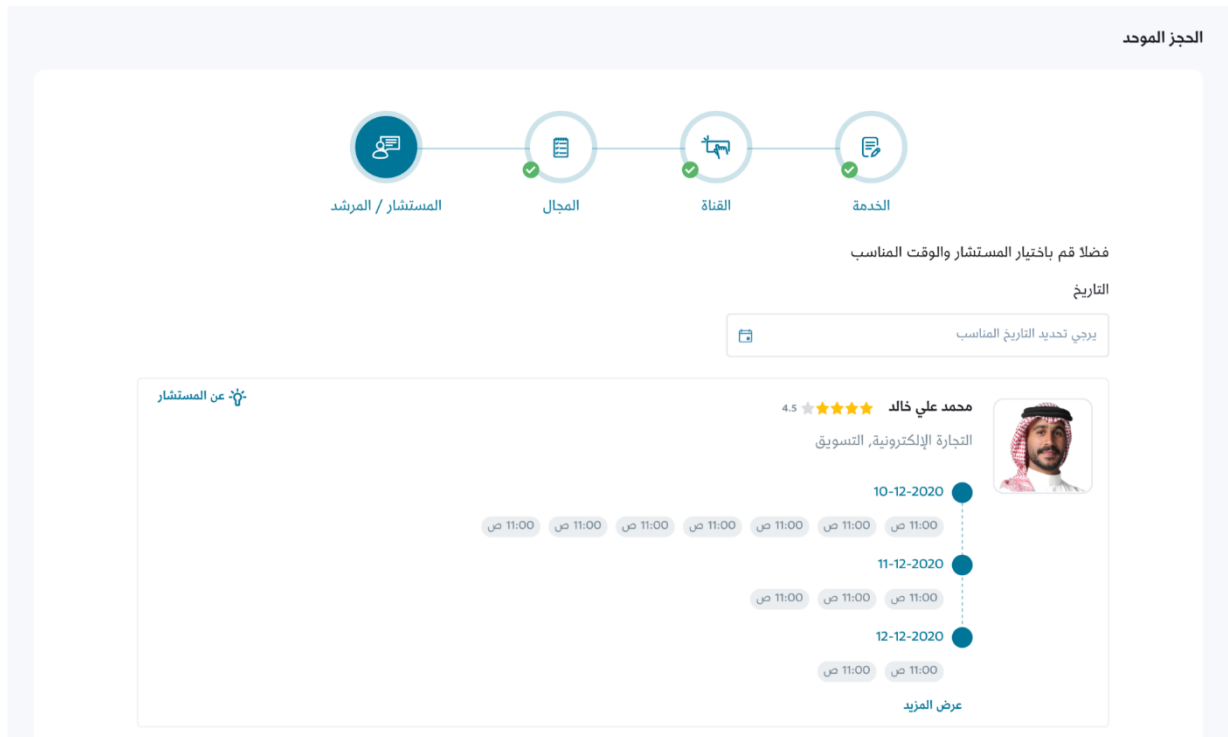 الحجز الموحد
الخدمة
القناة
المجال
المستشار / المرشد
فضلاً قم باختيار المستشار والوقت المناسب
التاريخ
يرجي تحديد التاريخ المناسب
محمد علي خالد 4.5
عن المستشار
التجارة الإلكترونية, التسويق
10-12-2020
11:00 ص 11:00 ص 11:00 ص 11:00 ص 11:00 ص 11:00 ص 11:00 ص
11-12-2020
11:00 ص 11:00 ص 11:00 ص
12-12-2020
11:00 ص 11:00 ص
عرض المزيد